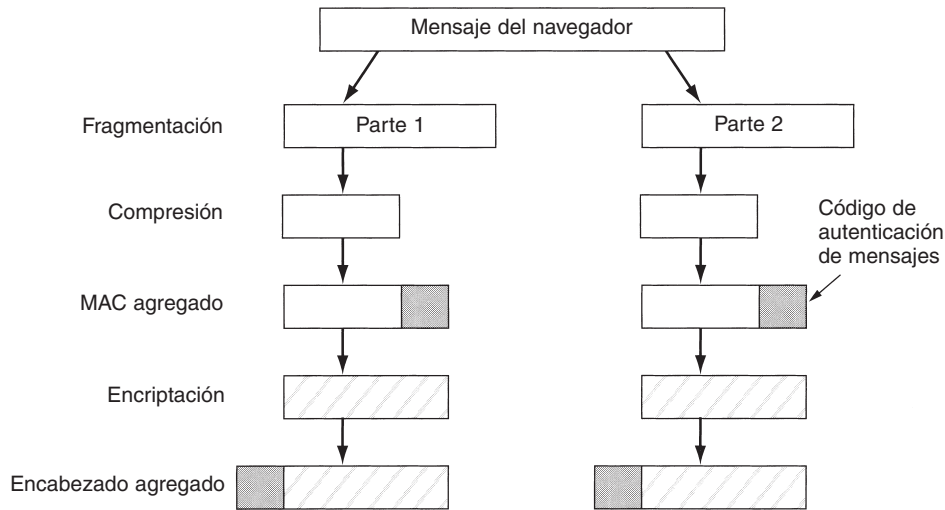 Mensaje del navegador
Fragmentación
Parte 1
Parte 2
Compresión
Código de
autenticación
de mensajes
MAC agregado
Encriptación
Encabezado agregado